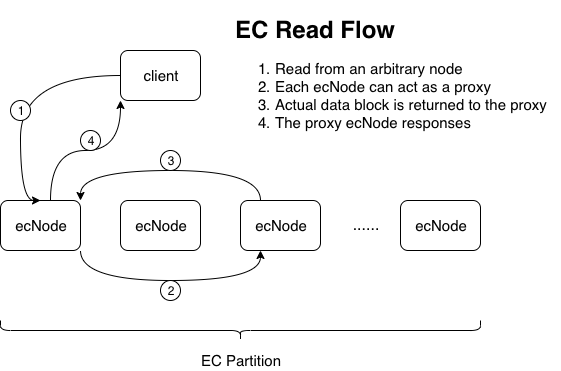 EC Read Flow
client
1. Read from an arbitrary node
2. Each ecNode can act as a proxy
3. Actual data block is returned to the proxy
4. The proxy ecNode responses
1
4
3
ecNode
ecNode
ecNode
......
ecNode
2
EC Partition